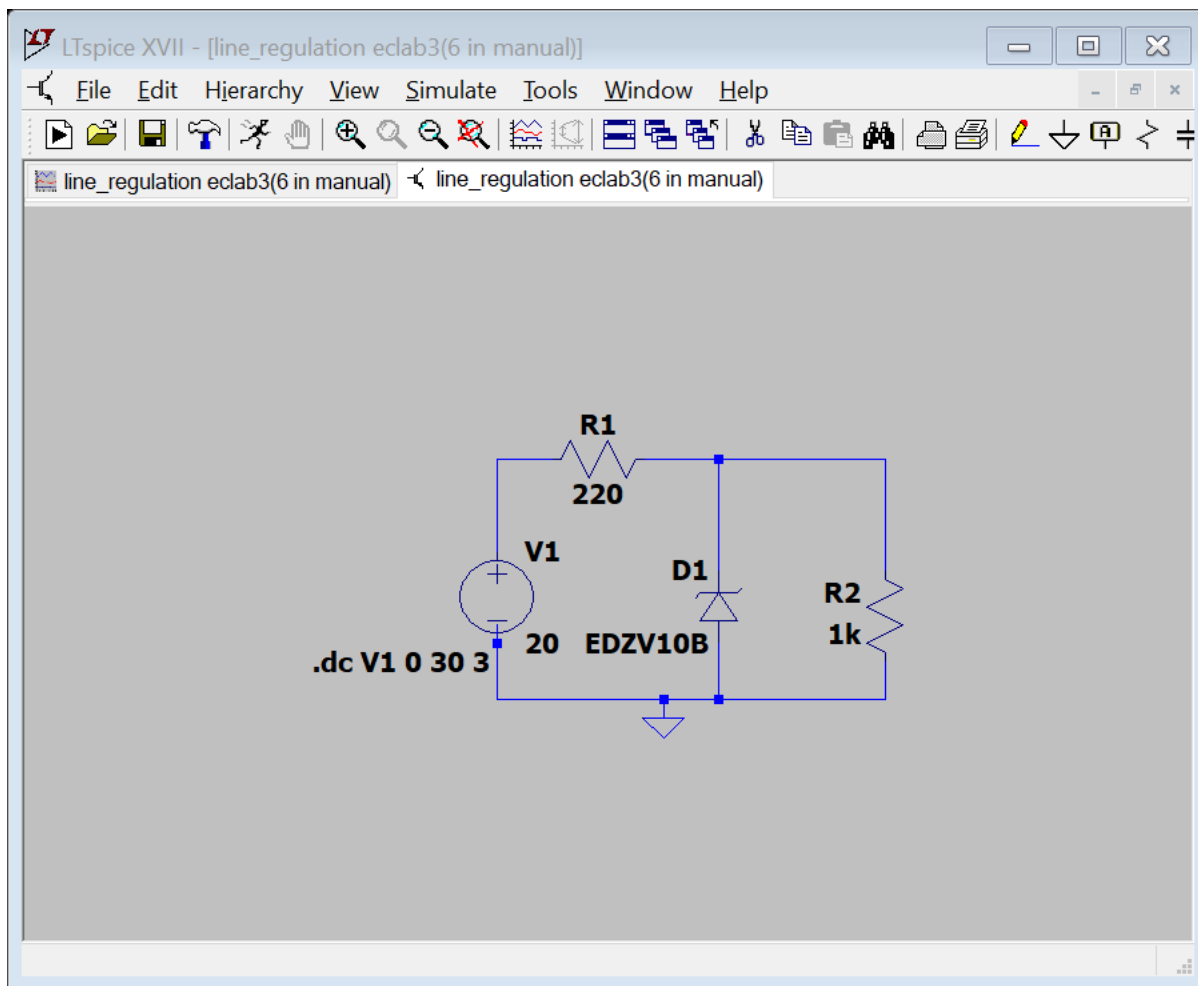 LTspice XVII - [line_regulation eclab3(6 in manual)]
File Edit Hierarchy View Simulate Tools Window Help
line_regulation eclab3(6 in manual) line_regulation eclab3(6 in manual)
R1
220
V1
D1
R2
1k
20 EDZV10B
.dc V1 0 30 3